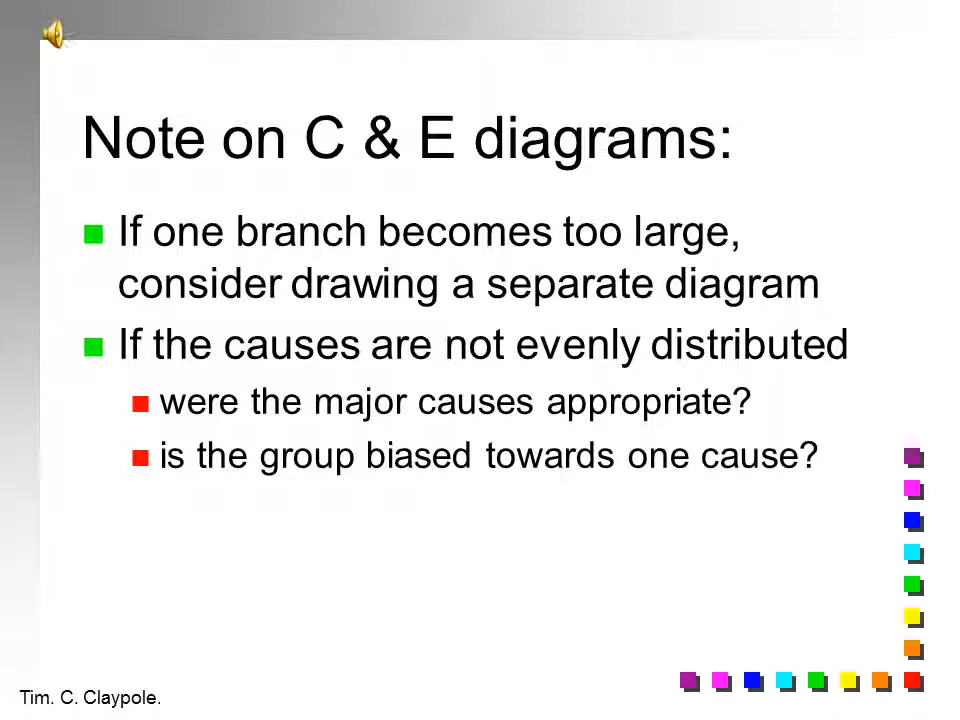 Note on C & E diagrams:
If one branch becomes too large,
consider drawing a separate diagram
If the causes are not evenly distributed
were the major causes appropriate?
is the group biased towards one cause?
Tim. C. Claypole.